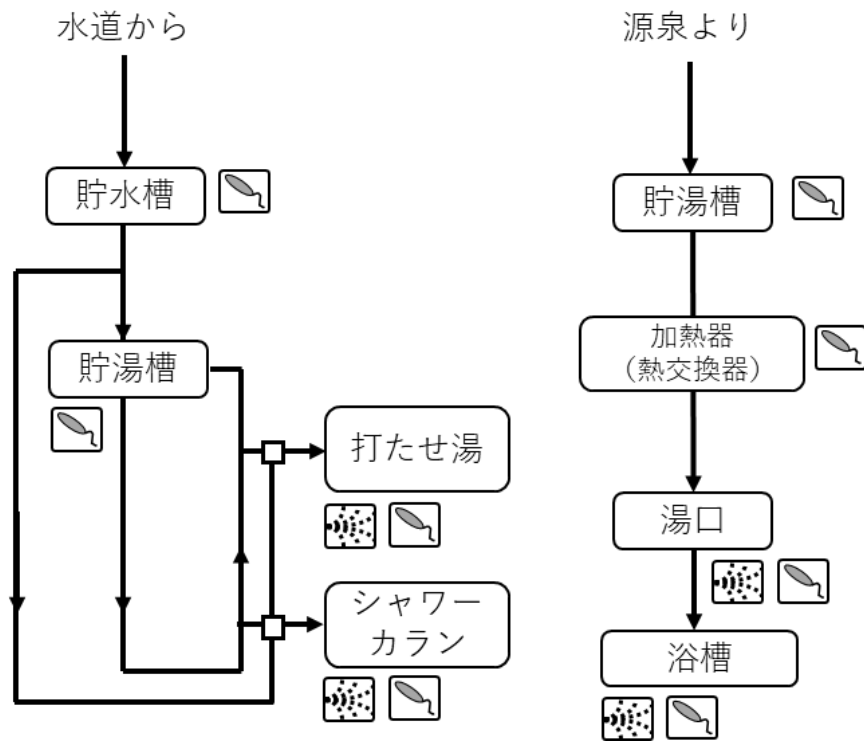 水道から
源泉より
貯水槽
貯湯槽
貯湯槽
加熱器
（熱交換器）
打たせ湯
湯口
シャワー
カラン
浴槽